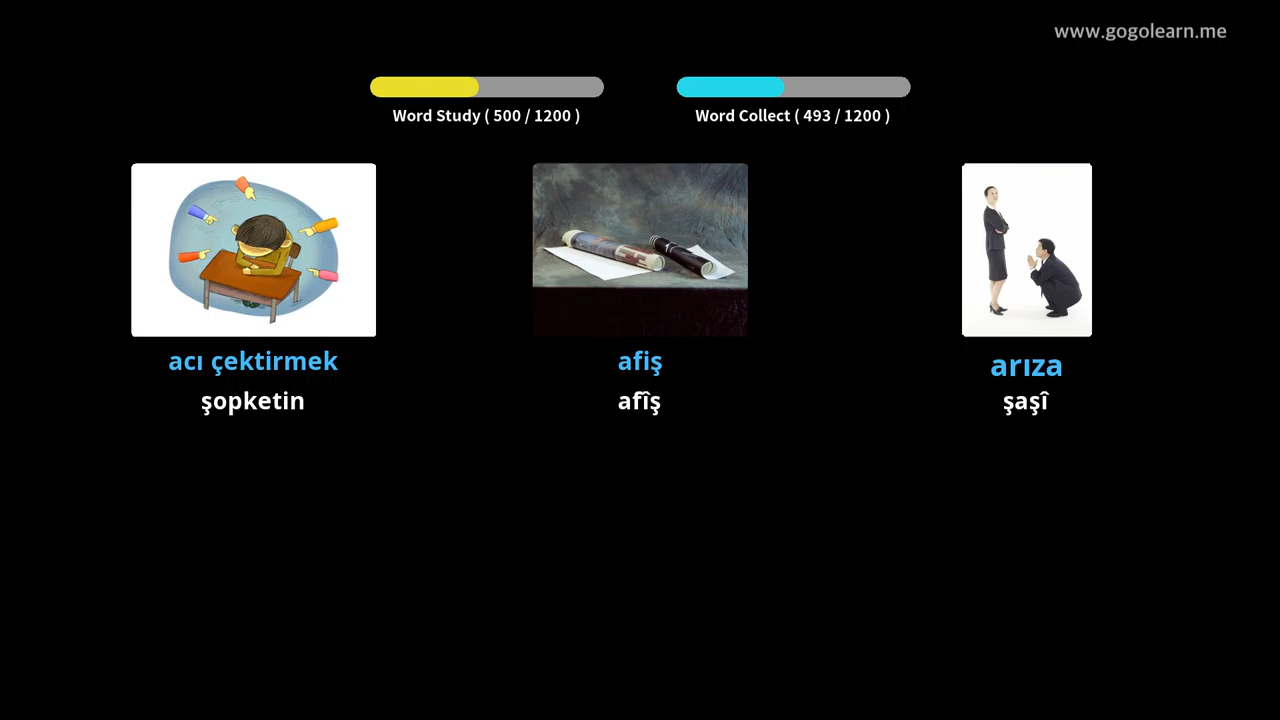 www.gogolearn.me
Word Study ( 500 / 1200 )
Word Collect ( 493 / 1200 )
acı çektirmek
şopketin
afiş
afîş
arıza
şaşî